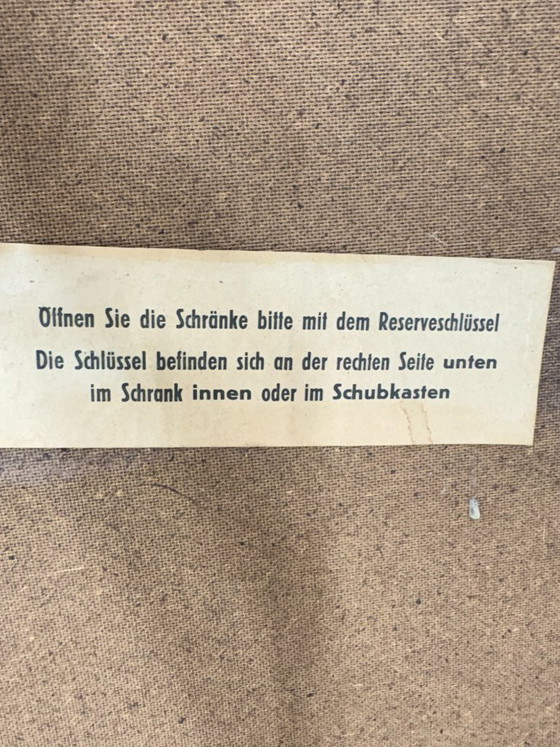 Öffnen Sie die Schränke bitte mit dem Reserveschlüssel
Die Schlüssel befinden sich an der rechten Seite unten
im Schrank innen oder im Schubkasten